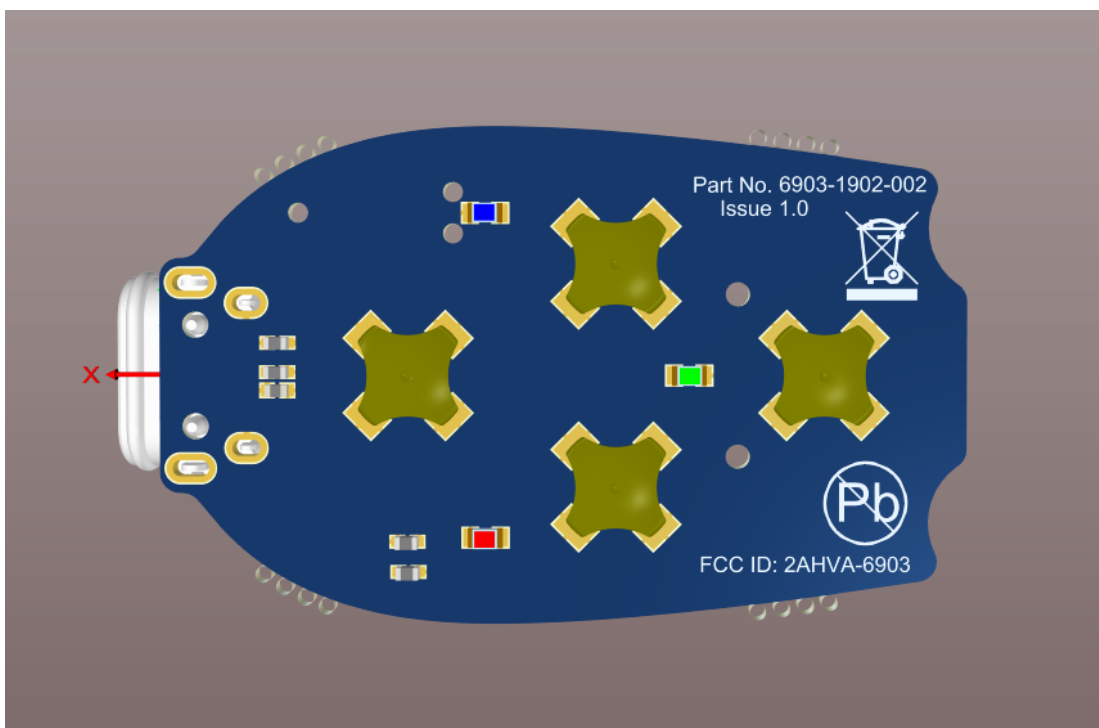 Part No. 6903-1902-002
Issue 1.0
X
Pb
FCC ID: 2AHVA-6903